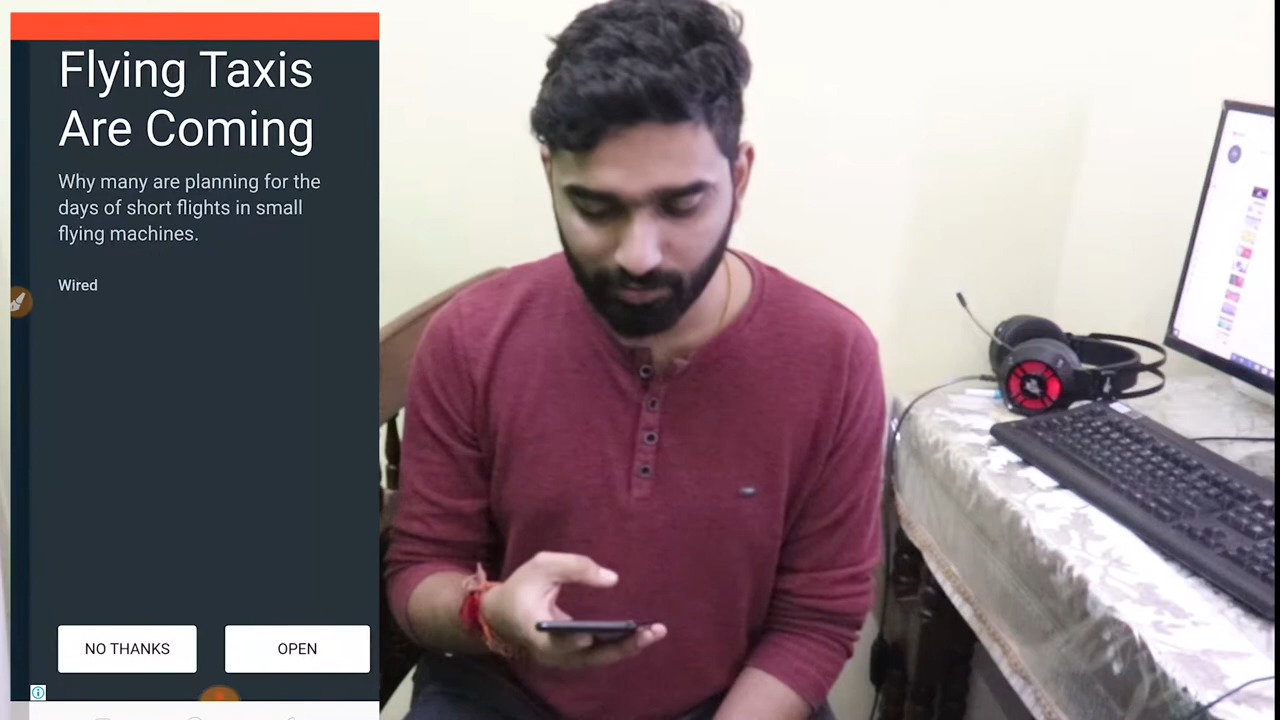 Flying Taxis
Are Coming
Why many are planning for the
days of short flights in small
flying machines.
Wired
NO THANKS
OPEN